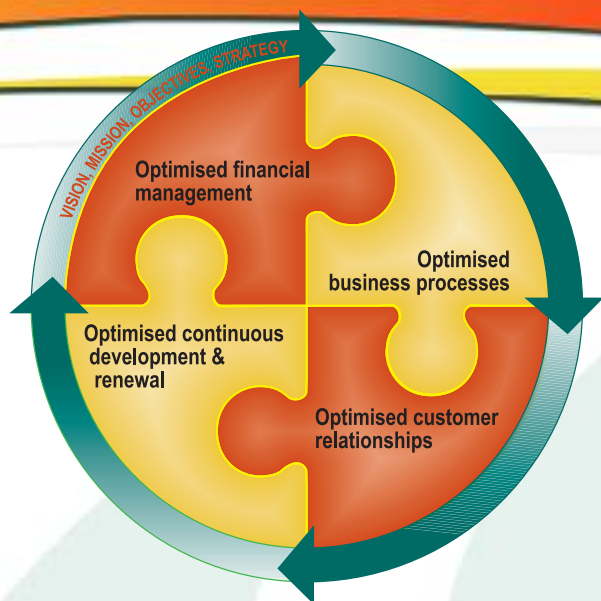 VISION, MISSION, OBJECTIVES, STRATEGY
Optimised financial
management
Optimised
business processes
Optimised continuous
development &
renewal
Optimised customer
relationships